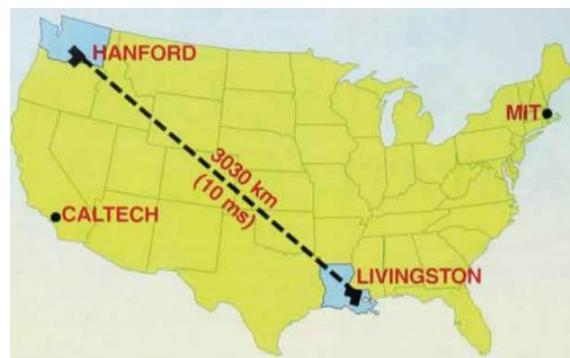 HANFORD
MIT
3030 km
(10 ms)
CALTECH
LIVINGSTON